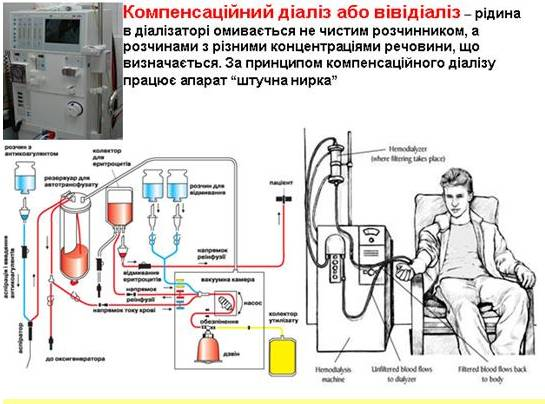 Компенсаційний діаліз або вівідіаліз – рідина
в діалізаторі омивається не чистим розчинником, а
розчинами з різними концентраціями речовини, що
визначається. За принципом компенсаційного діалізу
працює апарат “штучна нирка”
розчин з
антикоагулентом
колектор
для
еритроцитів
резервуар для
автотрансфузату
розчин для
відмивання
пацієнт
аспірація і введення
антикоагулянтів
напрямок
реінфузії
відмивання
еритроцитів
вакуумна камера
напрямок
реінфузії
насос
напрямок току крові
аспіратор
до оксигенератора
обезпінення
дзвін
колектор
утилізату
Hemodialyzer
(where filtering takes place)
Hemodialysis
machine
Unfiltered blood flows
to dialyzer
Filtered blood flows back
to body